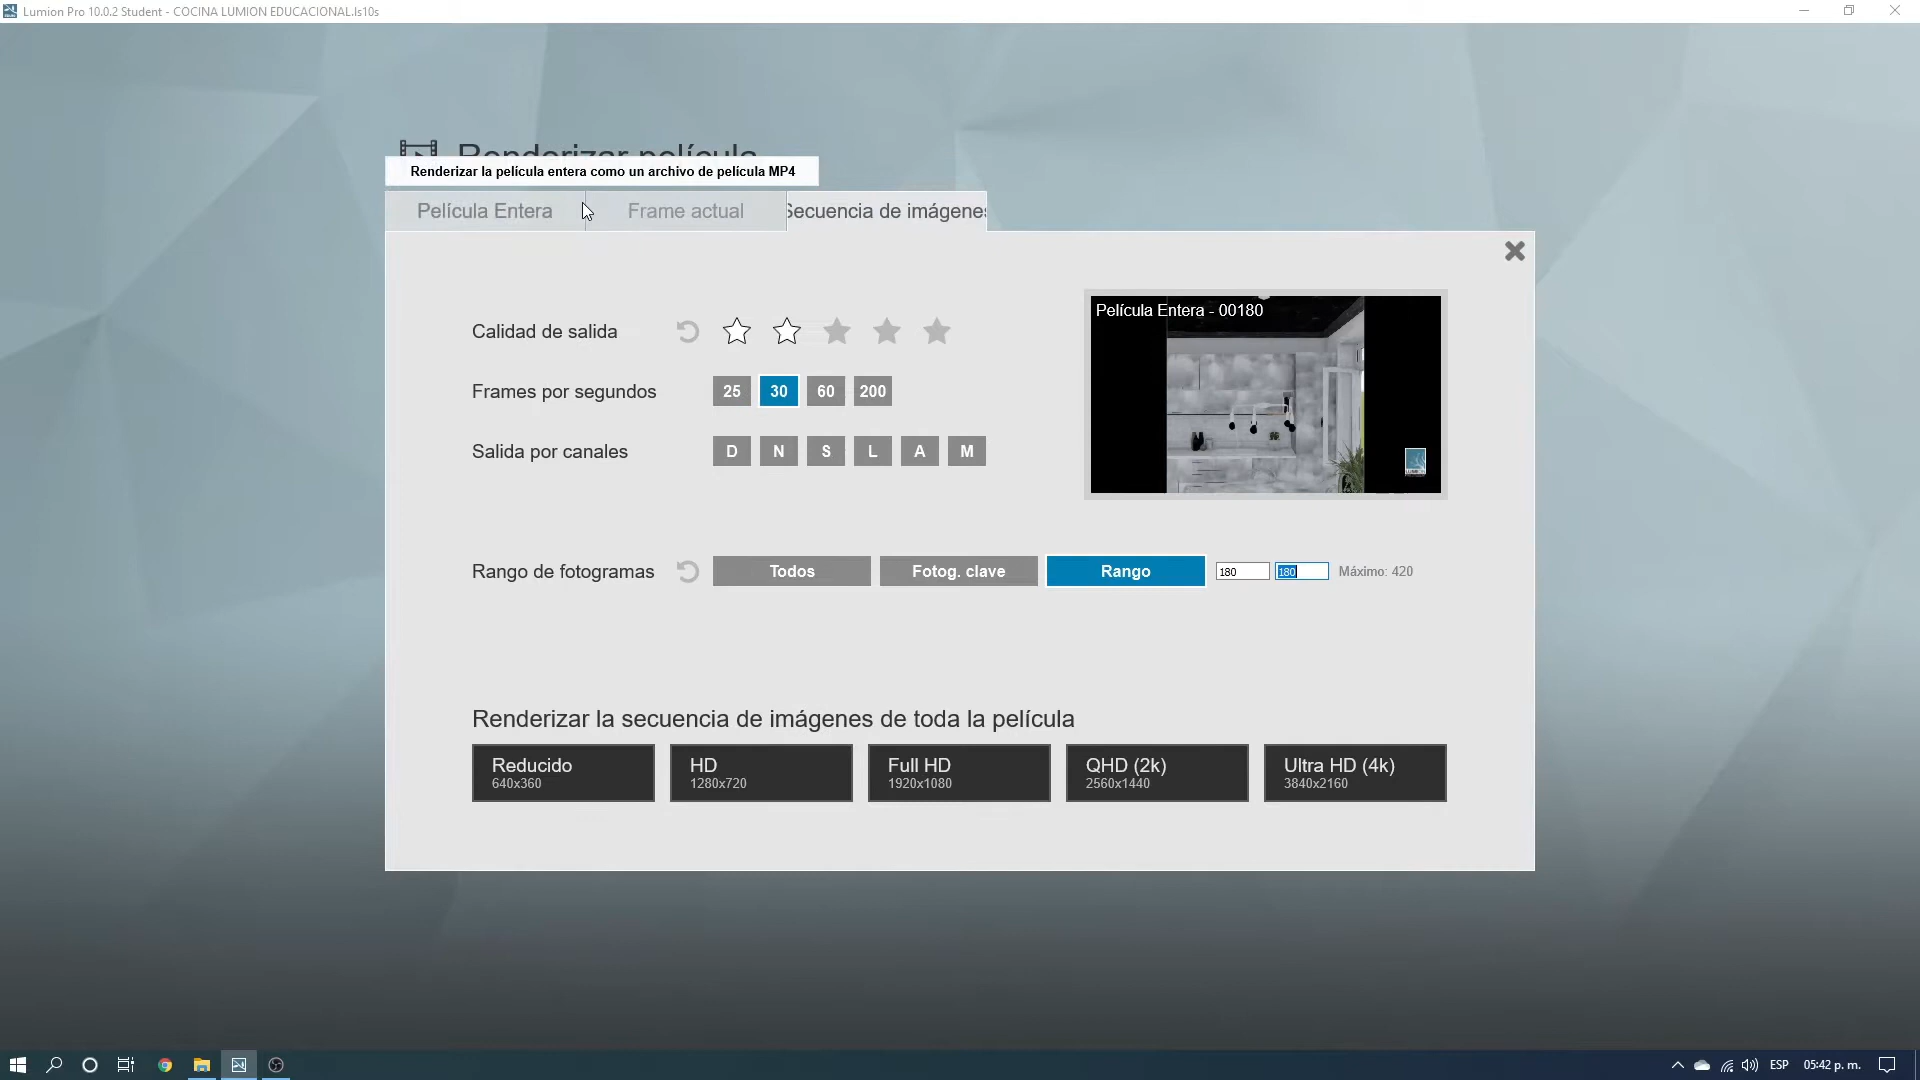 Lumion Pro 10.0.2 Student - COCINA LUMION EDUCACIONAL.ls10s
Renderizar película
Renderizar la película entera como un archivo de película MP4
Película Entera
Frame actual
Secuencia de imágenes
Calidad de salida
Película Entera - 00180
Frames por segundos
25
30
60
200
Salida por canales
D
N
S
L
A
M
LUMION
Rango de fotogramas
Todos
Fotog. clave
Rango
180
180
Máximo: 420
Renderizar la secuencia de imágenes de toda la película
Reducido
640x360
HD
1280x720
Full HD
1920x1080
QHD (2k)
2560x1440
Ultra HD (4k)
3840x2160
ESP
05:42 p. m.